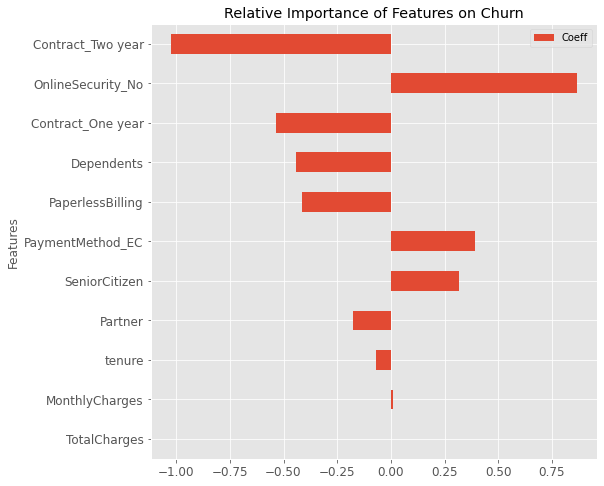 Relative Importance of Features on Churn
Coeff
Features
Contract_Two year
OnlineSecurity_No
Contract_One year
Dependents
PaperlessBilling
PaymentMethod_EC
SeniorCitizen
Partner
tenure
MonthlyCharges
TotalCharges
−1.00 −0.75 −0.50 −0.25 0.00 0.25 0.50 0.75